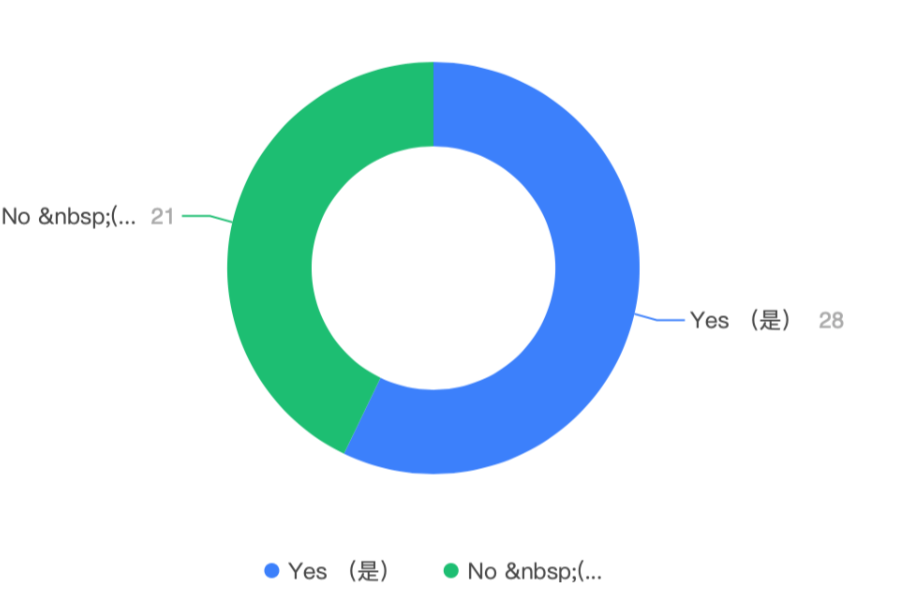 No &nbsp;(... 21
Yes （是） 28
Yes （是） No &nbsp;(...